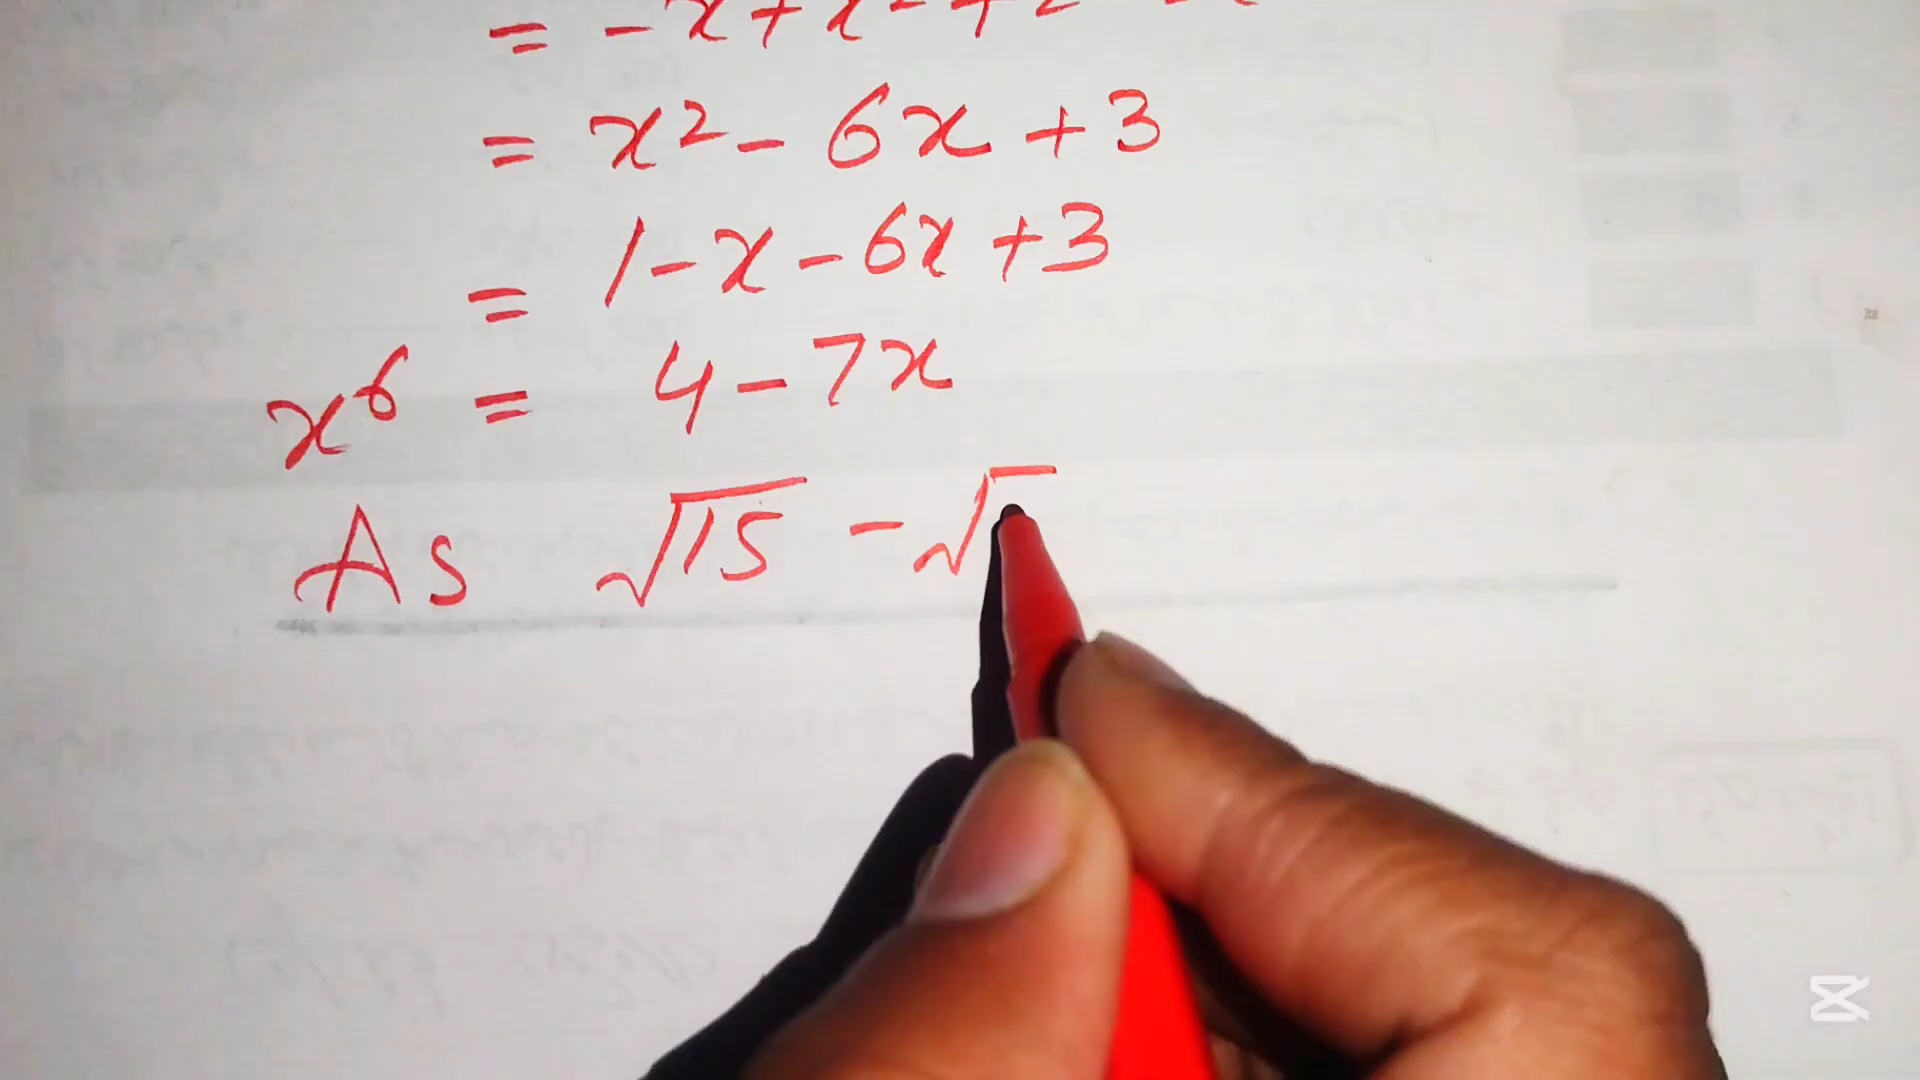 = x² - 6x + 3
= 1 - x - 6x + 3
x⁶ = 4 - 7x
As √15 - √